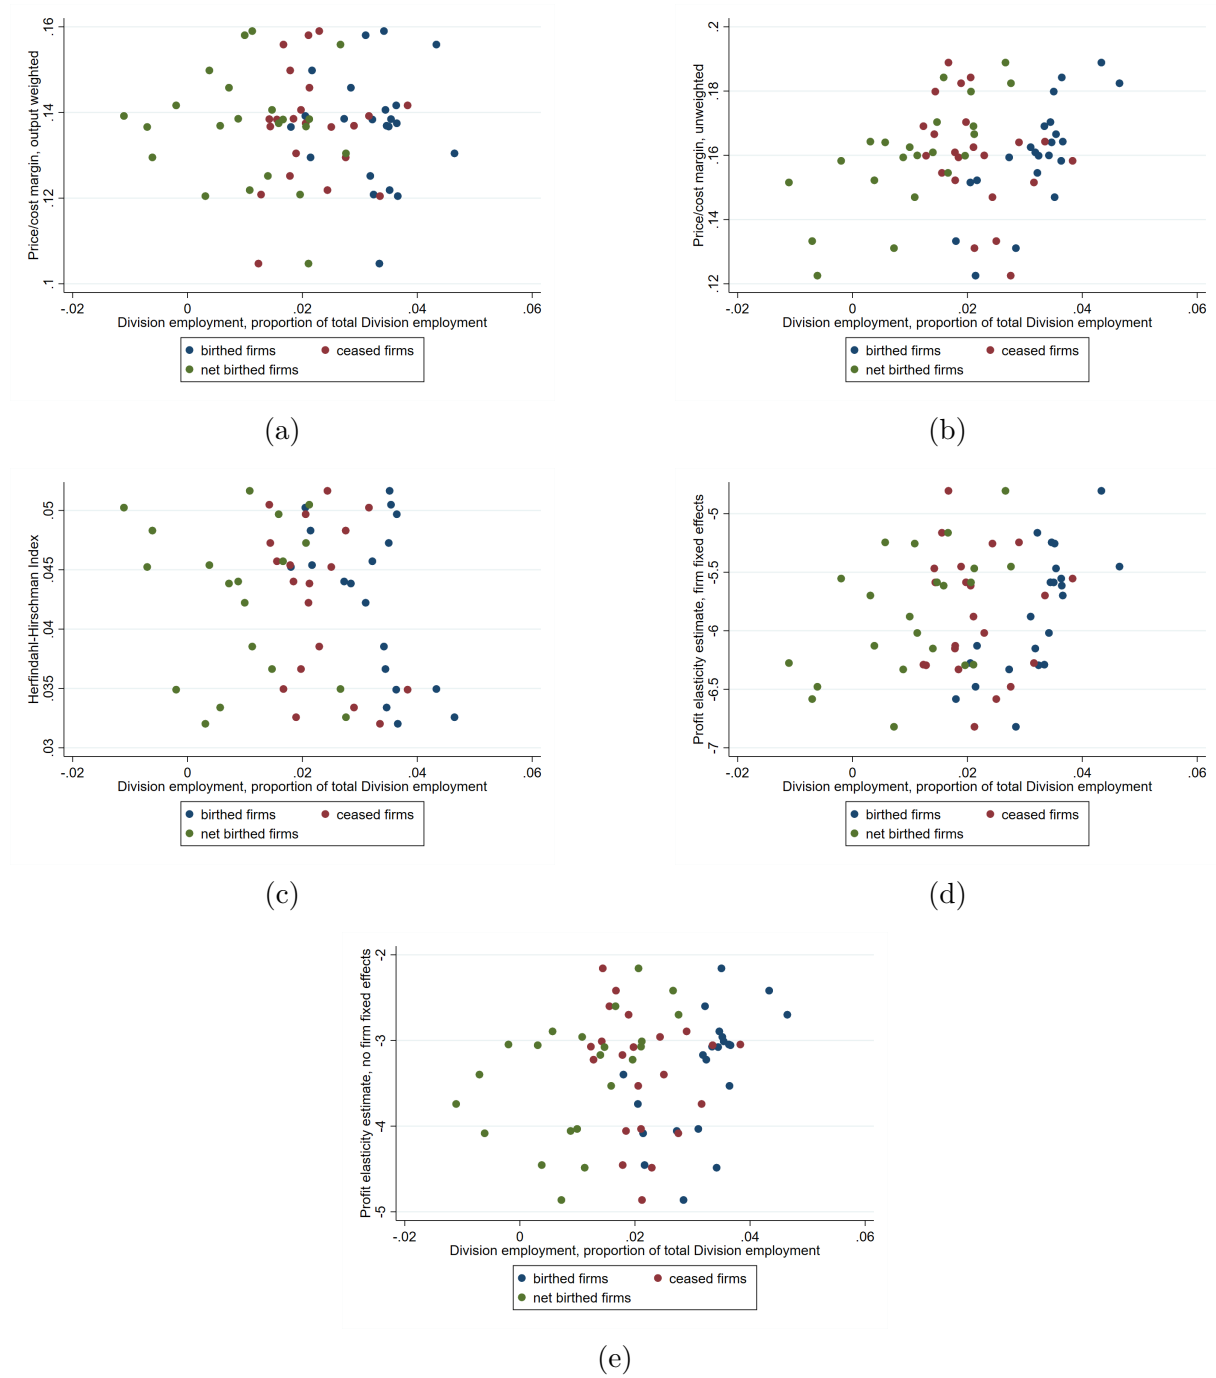 Price/cost margin, output weighted
.16
.14
.12
.1
-.02 0 .02 .04 .06
Division employment, proportion of total Division employment
birthed firms ceased firms
net birthed firms
(a)
Price/cost margin, unweighted
.2
.18
.16
.14
.12
-.02 0 .02 .04 .06
Division employment, proportion of total Division employment
birthed firms ceased firms
net birthed firms
(b)
Herfindahl-Hirschman Index
.05
.045
.04
.035
.03
-.02 0 .02 .04 .06
Division employment, proportion of total Division employment
birthed firms ceased firms
net birthed firms
(c)
Profit elasticity estimate, firm fixed effects
-5
-5.5
-6
-6.5
-7
-.02 0 .02 .04 .06
Division employment, proportion of total Division employment
birthed firms ceased firms
net birthed firms
(d)
Profit elasticity estimate, no firm fixed effects
-2
-3
-4
-5
-.02 0 .02 .04 .06
Division employment, proportion of total Division employment
birthed firms ceased firms
net birthed firms
(e)